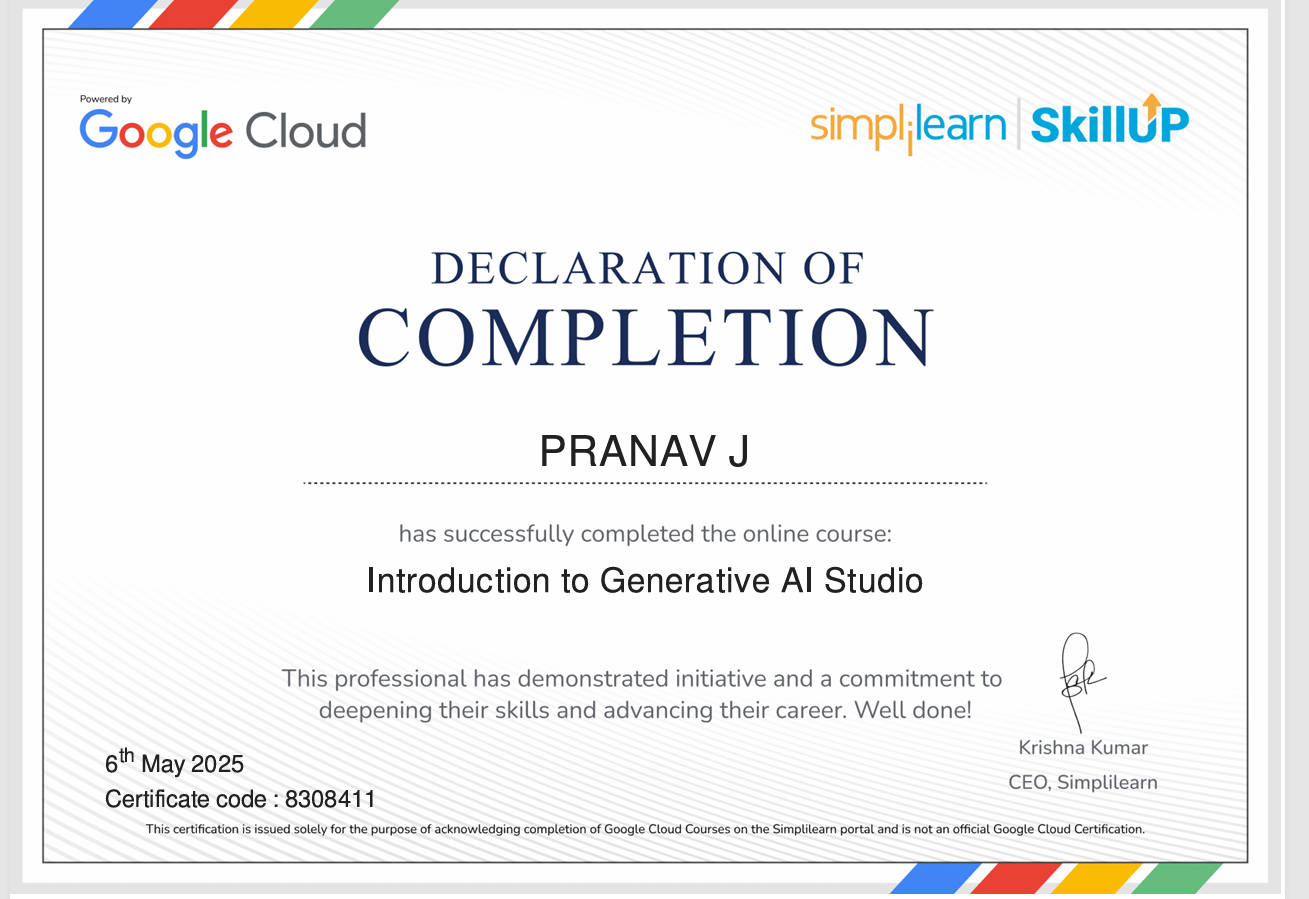 Powered by
Google Cloud
simplilearn | SkillUP
DECLARATION OF
COMPLETION
PRANAV J
has successfully completed the online course:
Introduction to Generative AI Studio
This professional has demonstrated initiative and a commitment to
deepening their skills and advancing their career. Well done!
Krishna Kumar
CEO, Simplilearn
6th May 2025
Certificate code : 8308411
This certification is issued solely for the purpose of acknowledging completion of Google Cloud Courses on the Simplilearn portal and is not an official Google Cloud Certification.